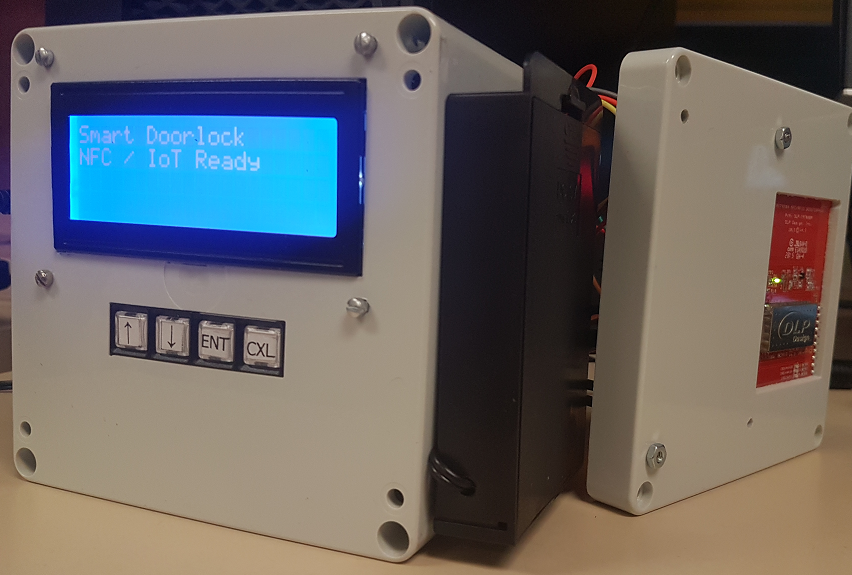 Smart Doorlock
NFC / IoT Ready
↑ ↓ ENT CXL
DLP
Design